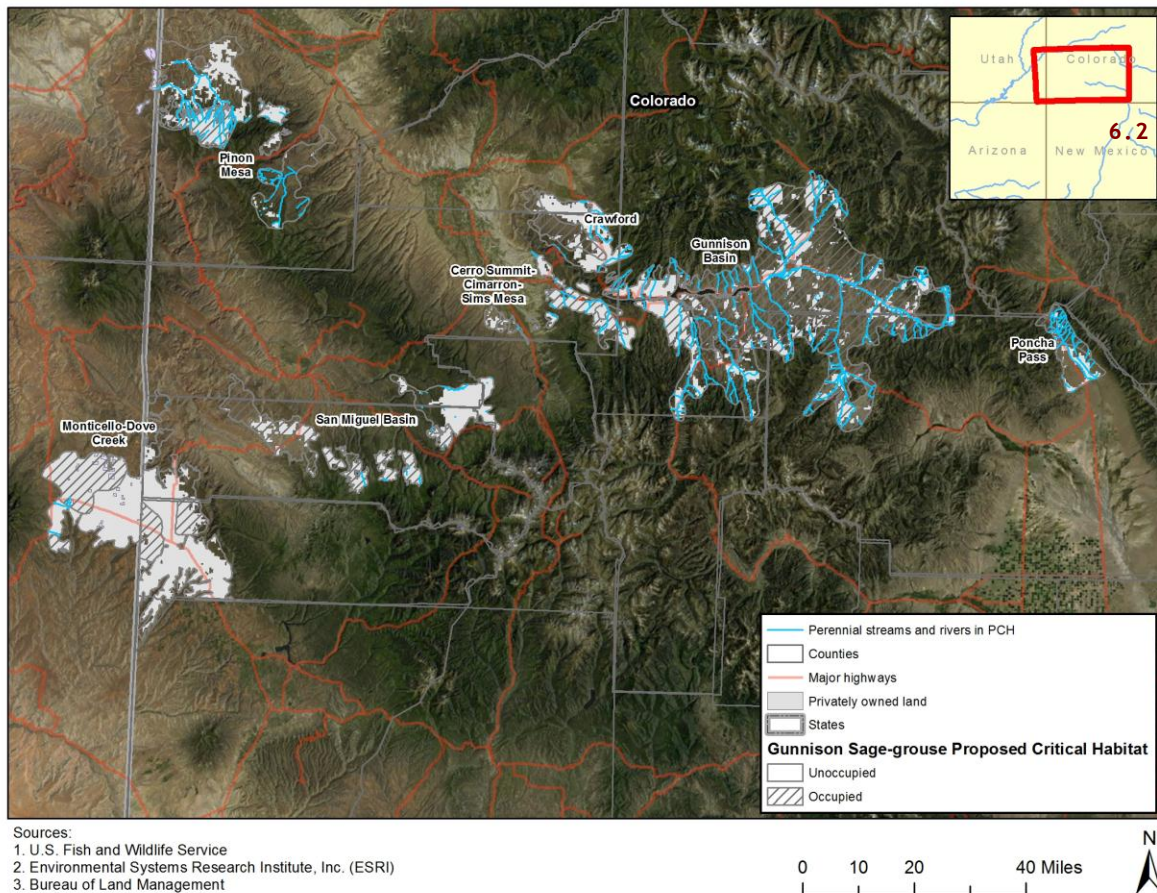 Utah
Colorado
6.2
Arizona
New Mexico
Colorado
Pinon
Mesa
Crawford
Gunnison
Basin
Cerro Summit-
Cimarron-
Sims Mesa
Poncha
Pass
San Miguel Basin
Monticello-Dove
Creek
Perennial streams and rivers in PCH
Counties
Major highways
Privately owned land
States
Gunnison Sage-grouse Proposed Critical Habitat
Unoccupied
Occupied
Sources:
1. U.S. Fish and Wildlife Service
2. Environmental Systems Research Institute, Inc. (ESRI)
3. Bureau of Land Management
0 10 20 40 Miles
N